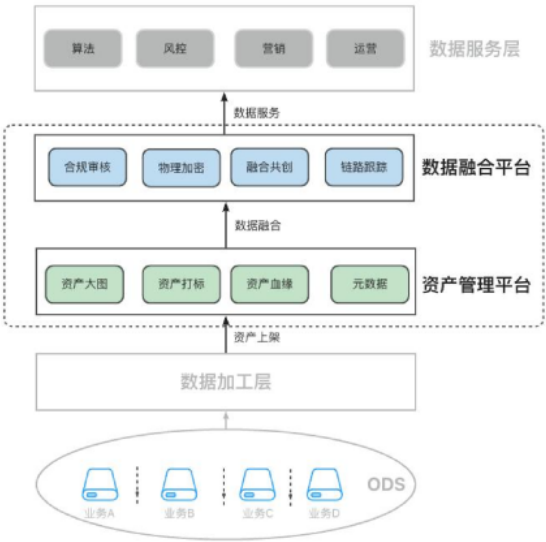 算法 风控 营销 运营 数据服务层
数据服务
合规审核 物理加密 融合共创 链路跟踪 数据融合平台
数据融合
资产大图 资产打标 资产血缘 元数据 资产管理平台
资产上架
数据加工层
ODS
业务A 业务B 业务C 业务D